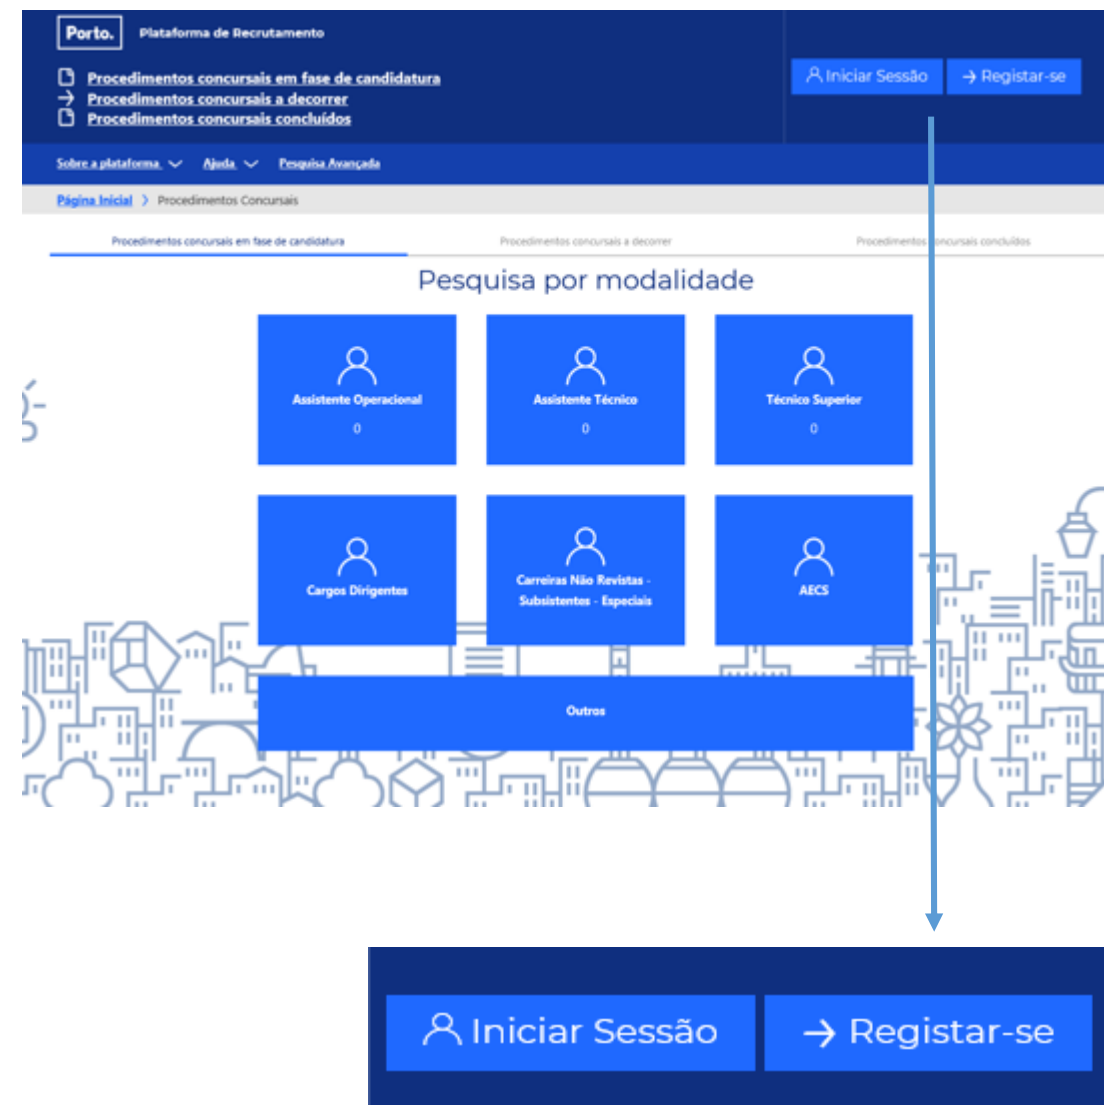 Porto.
Plataforma de Recrutamento
Procedimentos concursais em fase de candidatura
Procedimentos concursais a decorrer
Procedimentos concursais concluídos
Iniciar Sessão
Registar-se
Sobre a plataforma
Ajuda
Pesquisa Avançada
Página Inicial
Procedimentos Concursais
Procedimentos concursais em fase de candidatura
Procedimentos concursais a decorrer
Procedimentos concursais concluídos
Pesquisa por modalidade
Assistente Operacional
0
Assistente Técnico
0
Técnico Superior
0
Cargos Dirigentes
Carreiras Não Revistas -
Subsistentes - Especiais
AECS
Outros
Iniciar Sessão
Registar-se